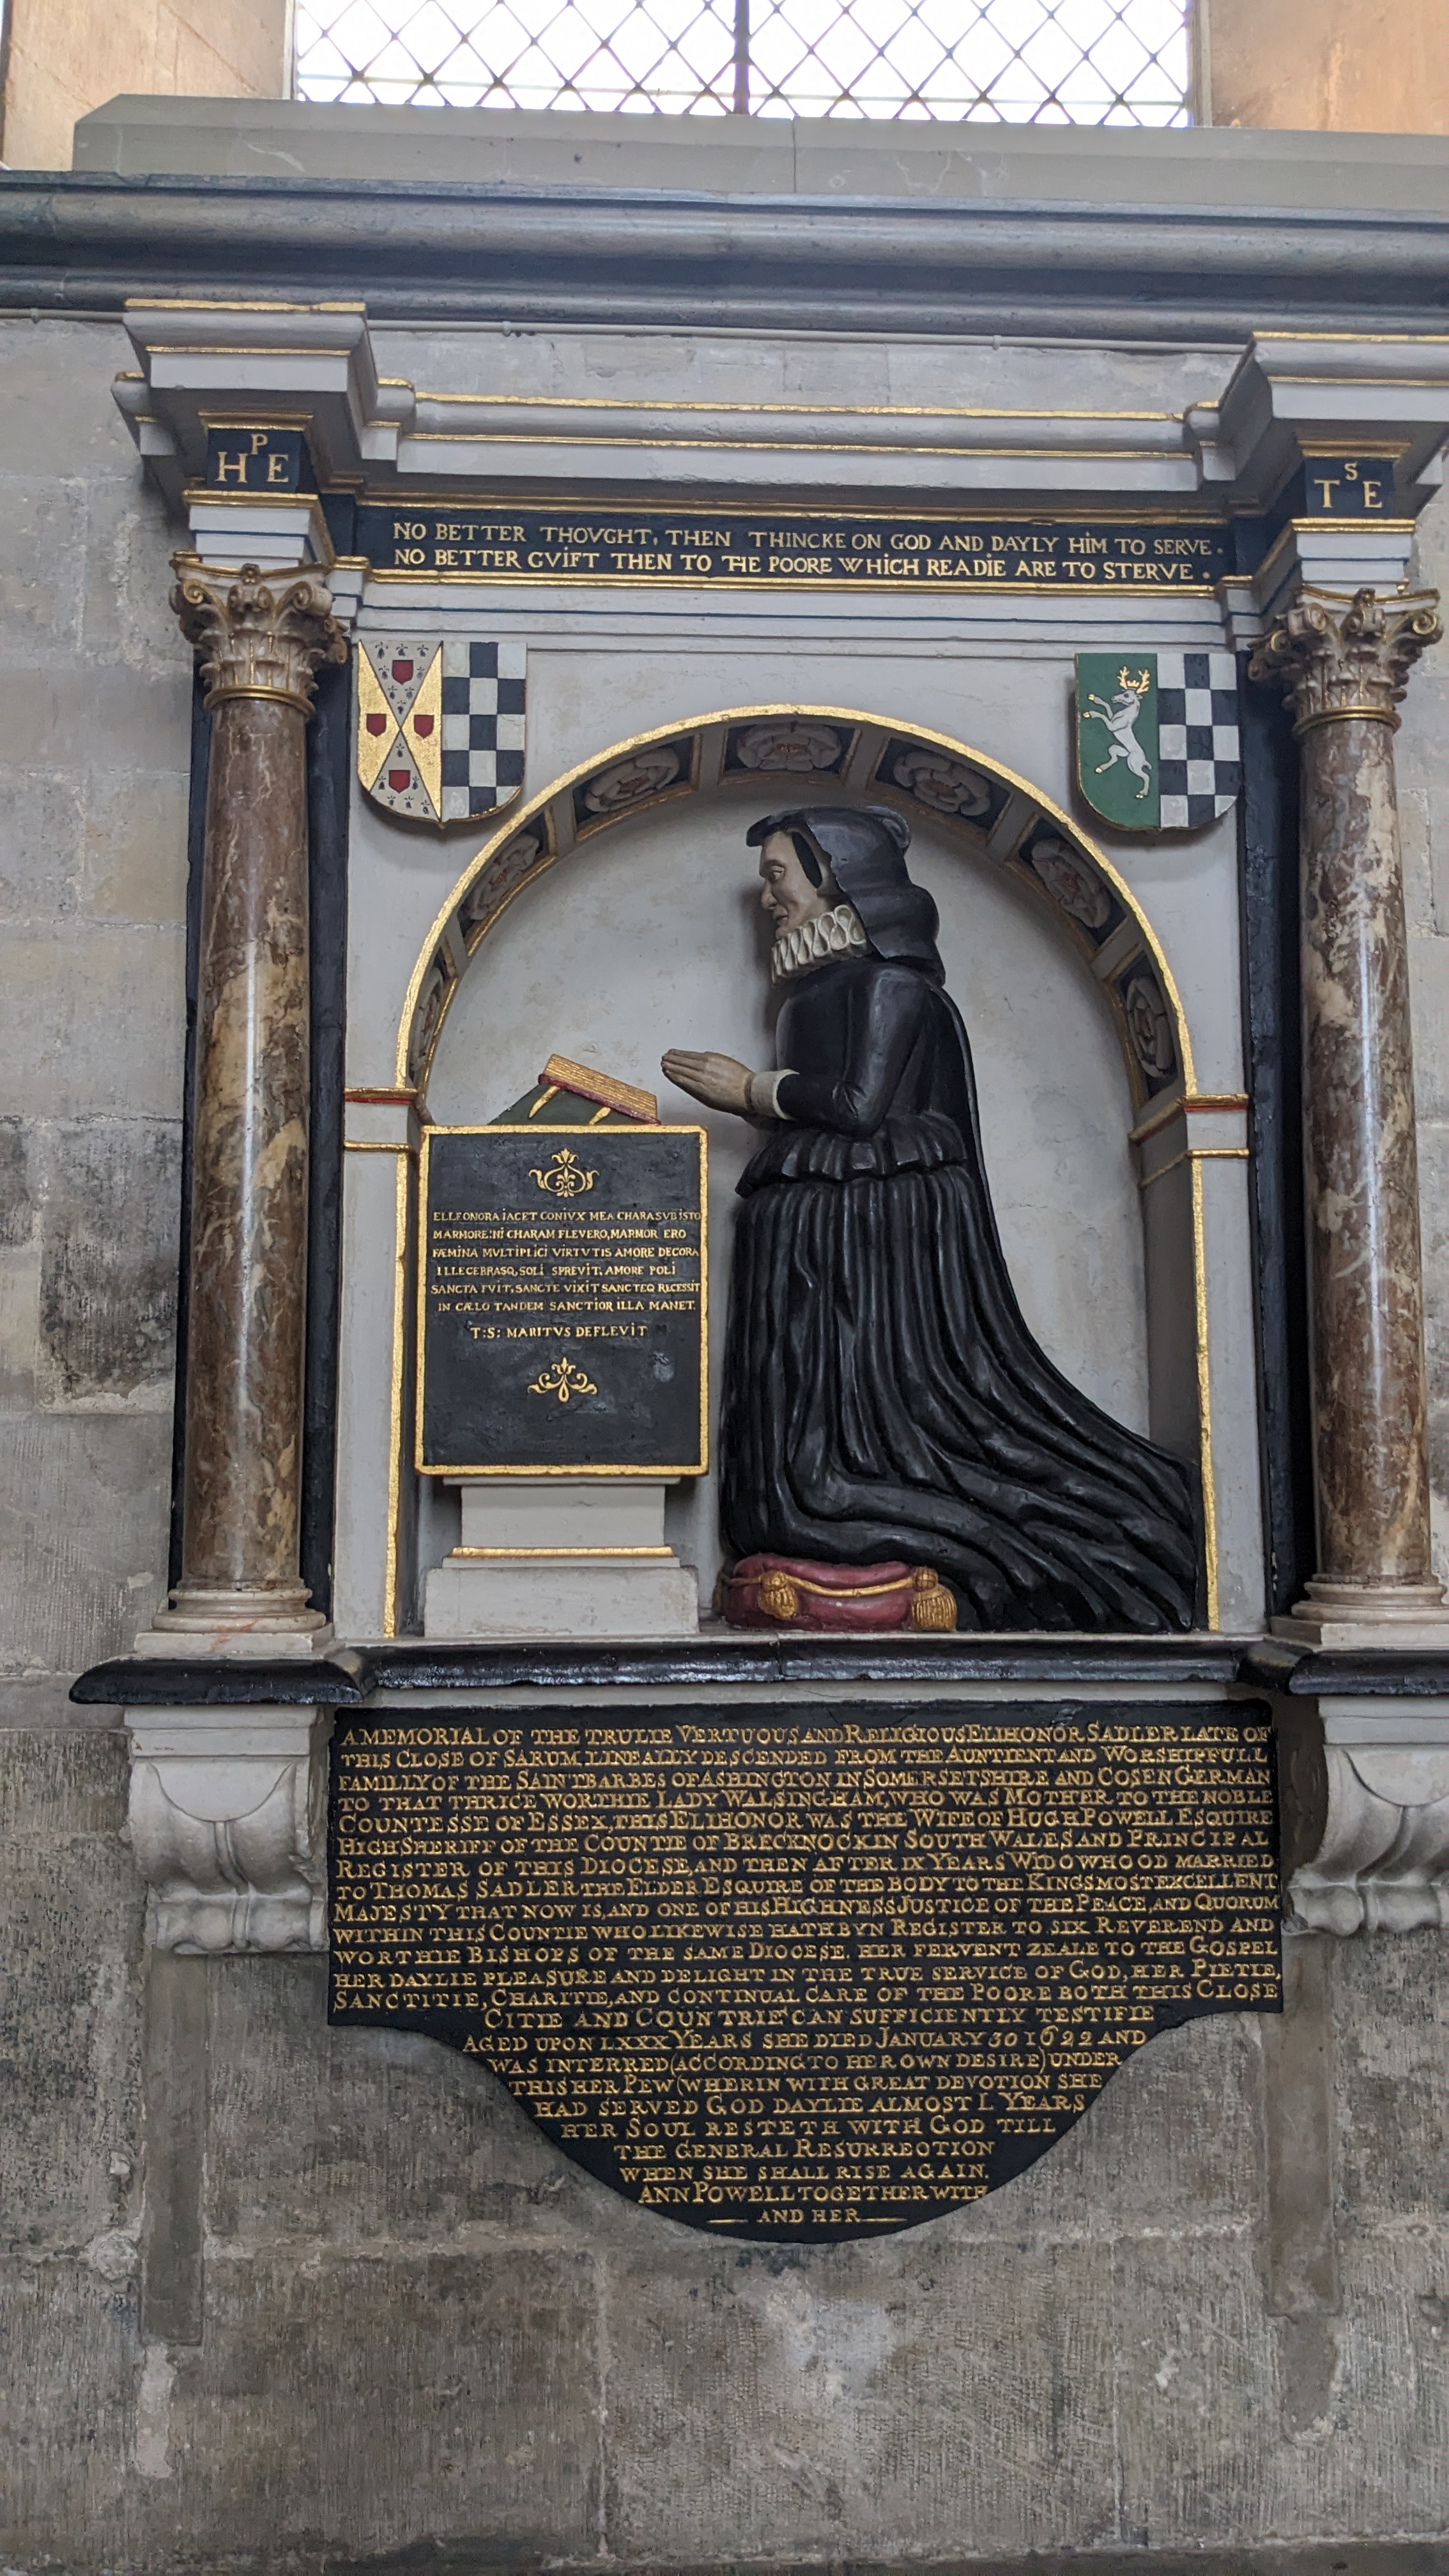 P
H E
S
T E
NO BETTER THOVGHT, THEN THINCKE ON GOD AND DAYLY HIM TO SERVE.
NO BETTER GVIFT THEN TO THE POORE WHICH READIE ARE TO STERVE.
ELLEONORA IACET CONIVX MEA CHARA SVB ISTO
MARMORE: NI CHARAM FLEVERO, MARMOR ERO
FÆMINA MVLTIPLICI VIRTVTIS AMORE DECORA
ILLECEBRASQ, SOLI SPREVIT, AMORE POLI
SANCTA FVIT, SANCTE VIXIT SANCTEQ RECESSIT
IN CÆLO TANDEM SANCTIOR ILLA MANET.
T:S: MARITVS DEFLEVIT
A MEMORIAL OF THE TRULIE VERTUOUS AND RELIGIOUS ELIHONOR SADLER LATE OF
THIS CLOSE OF SARUM, LINEALLY DESCENDED FROM THE AUNTIENT AND WORSHIPFULL
FAMILLY OF THE SAINTBARBES OF ASHINGTON IN SOMERSETSHIRE AND COSEN GERMAN
TO THAT THRICE WORTHIE LADY WALSINGHAM, WHO WAS MOTHER TO THE NOBLE
COUNTESSE OF ESSEX, THIS ELIHONOR WAS THE WIFE OF HUGH POWELL ESQUIRE
HIGH SHERIFF OF THE COUNTIE OF BRECKNOCK IN SOUTH WALES, AND PRINCIPAL
REGISTER OF THIS DIOCESE, AND THEN AFTER IX YEARS WIDOWHOOD MARRIED
TO THOMAS SADLER THE ELDER ESQUIRE OF THE BODY TO THE KINGS MOST EXCELLENT
MAJESTY THAT NOW IS, AND ONE OF HIS HIGHNESS JUSTICE OF THE PEACE, AND QUORUM
WITHIN THIS COUNTIE WHO LIKEWISE HATH BYN REGISTER TO SIX REVEREND AND
WORTHIE BISHOPS OF THE SAME DIOCESE. HER FERVENT ZEALE TO THE GOSPEL
HER DAYLIE PLEASURE AND DELIGHT IN THE TRUE SERVICE OF GOD, HER PIETIE,
SANCTITIE, CHARITIE, AND CONTINUAL CARE OF THE POORE BOTH THIS CLOSE
CITIE AND COUNTRIE CAN SUFFICIENTLY TESTIFIE
AGED UPON LXXX YEARS SHE DIED JANUARY 30 1622 AND
WAS INTERRED (ACCORDING TO HER OWN DESIRE) UNDER
THIS HER PEW (WHERIN WITH GREAT DEVOTION SHE
HAD SERVED GOD DAYLIE ALMOST L YEARS
HER SOUL RESTETH WITH GOD TILL
THE GENERAL RESURREOTION
WHEN SHE SHALL RISE AGAIN.
ANN POWELL TOGETHER WITH
AND HER